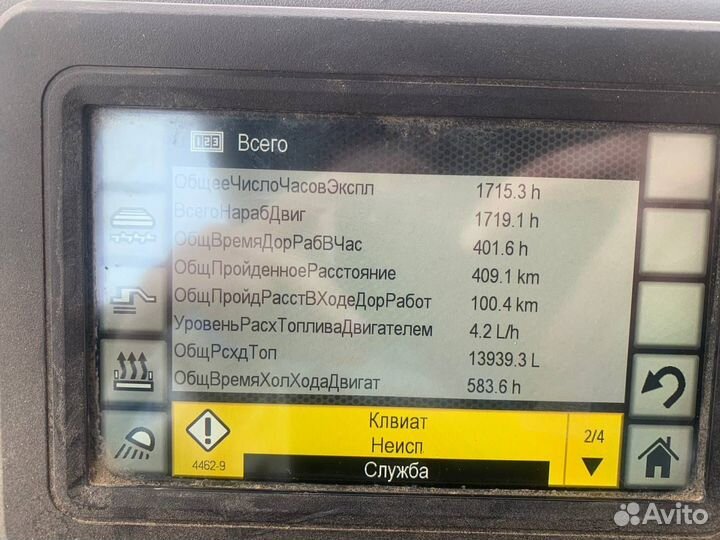 123 Всего
ОбщееЧислоЧасовЭкспл 1715.3 h
ВсегоНарабДвиг 1719.1 h
ОбщВремяДорРабВЧас 401.6 h
ОбщПройденноеРасстояние 409.1 km
ОбщПройдРасстВХодеДорРабот 100.4 km
УровеньРасхТопливаДвигателем 4.2 L/h
ОбщРсхдТоп 13939.3 L
ОбщВремяХолХодаДвигат 583.6 h
Клвиат
Неисп
2/4
4462-9
Служба
Avito